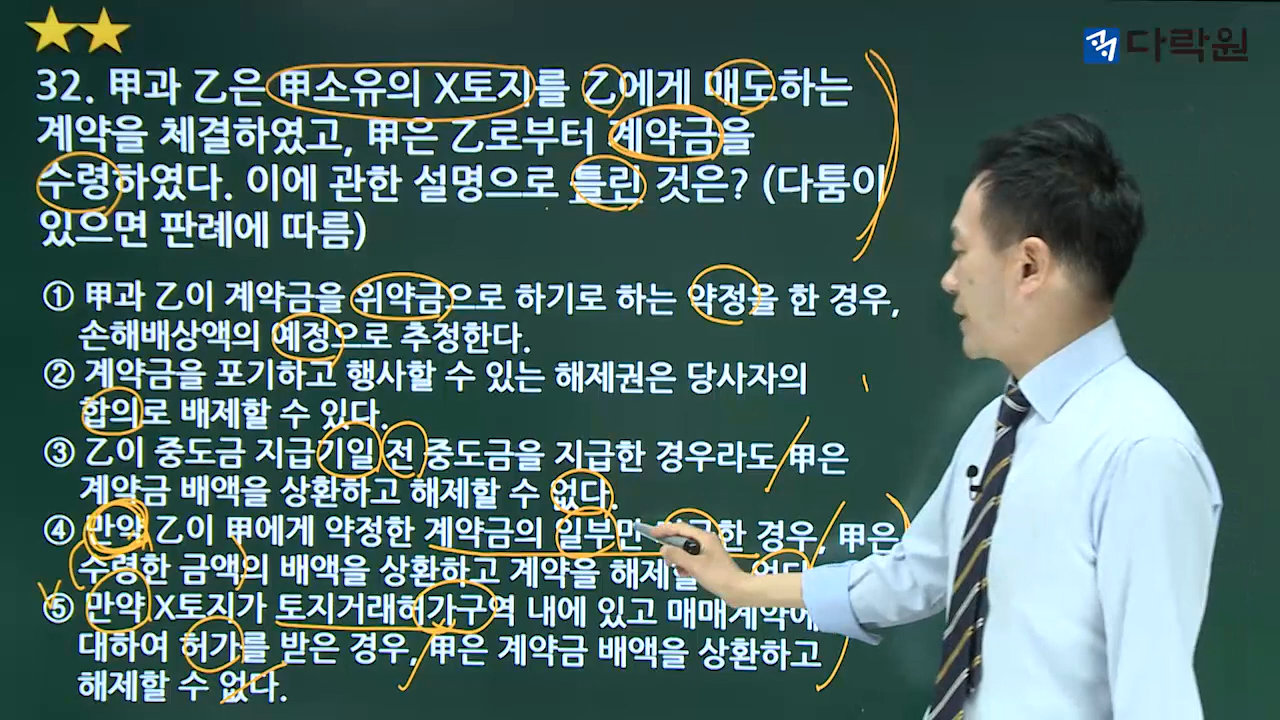 다락원
32. 甲과 乙은 甲소유의 X토지를 乙에게 매도하는
계약을 체결하였고, 甲은 乙로부터 계약금을
수령하였다. 이에 관한 설명으로 틀린 것은? (다툼이
있으면 판례에 따름)
① 甲과 乙이 계약금을 위약금으로 하기로 하는 약정을 한 경우,
손해배상액의 예정으로 추정한다.
② 계약금을 포기하고 행사할 수 있는 해제권은 당사자의
합의로 배제할 수 있다.
③ 乙이 중도금 지급기일 전 중도금을 지급한 경우라도 甲은
계약금 배액을 상환하고 해제할 수 없다.
④ 만약 乙이 甲에게 약정한 계약금의 일부만 한 경우, 甲은
수령한 금액의 배액을 상환하고 계약을 없다
⑤ 만약 X토지가 토지거래허가구역 내에 있고 매매계약에
대하여 허가를 받은 경우, 甲은 계약금 배액을 상환하고
해제할 수 없다.